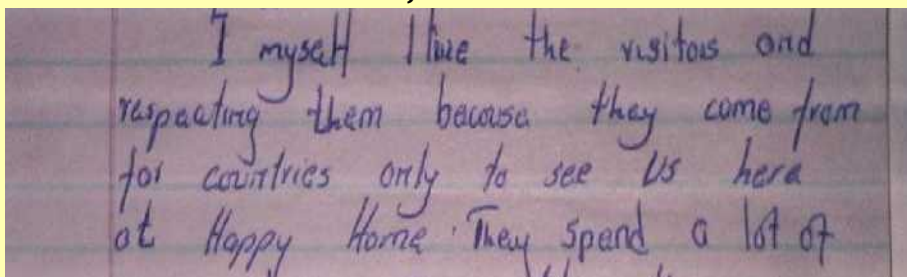 I myself I live the visitors and
respecting them because they come from
far countries only to see us here
at Happy Home. They spend a lot of